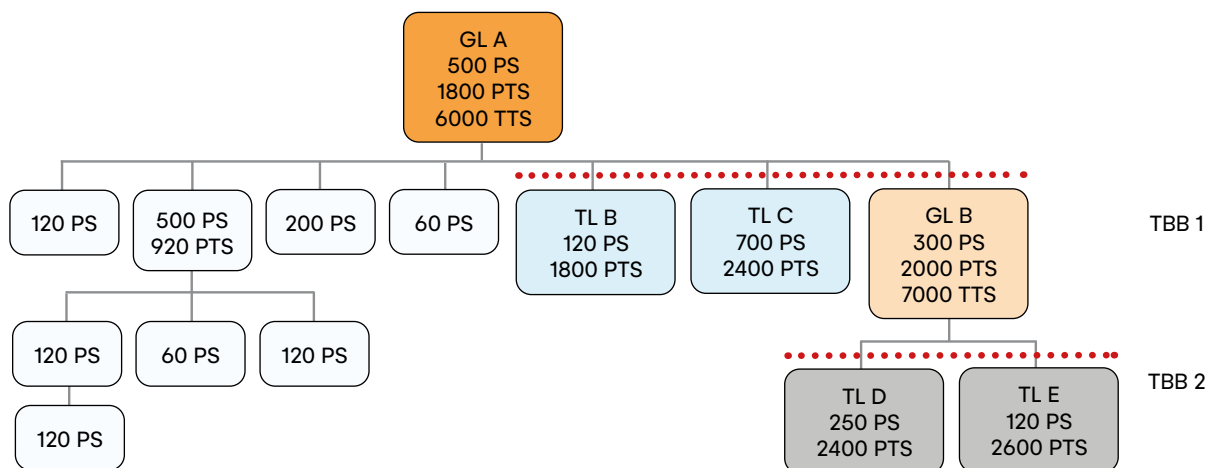 GL A
500 PS
1800 PTS
6000 TTS
120 PS
500 PS
920 PTS
200 PS
60 PS
TL B
120 PS
1800 PTS
TL C
700 PS
2400 PTS
GL B
300 PS
2000 PTS
7000 TTS
TBB 1
120 PS
60 PS
120 PS
120 PS
TL D
250 PS
2400 PTS
TL E
120 PS
2600 PTS
TBB 2